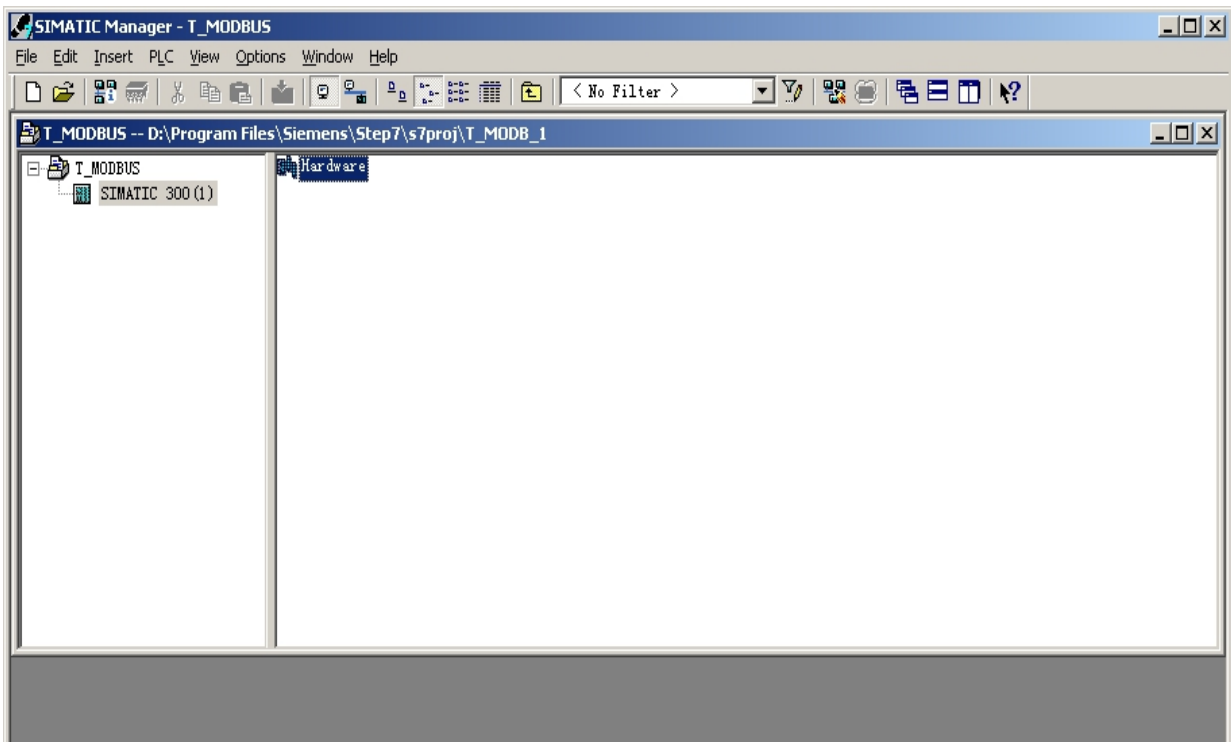 SIMATIC Manager - T_MODBUS
File Edit Insert PLC View Options Window Help
< No Filter >
T_MODBUS -- D:\Program Files\Siemens\Step7\s7proj\T_MODB_1
T_MODBUS
Hardware
SIMATIC 300(1)